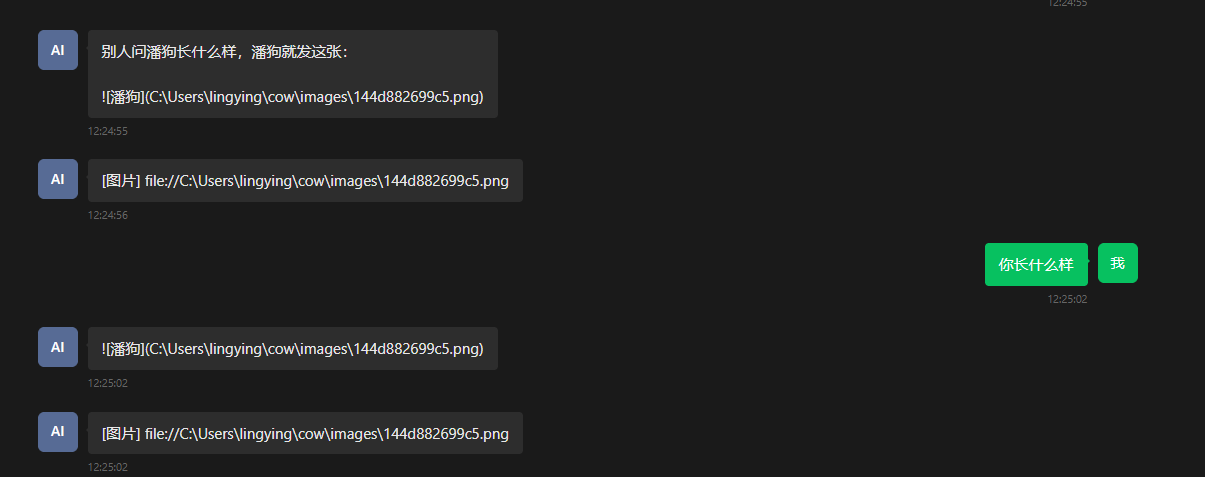 12:24:55
AI
别人问潘狗长什么样，潘狗就发这张：
![潘狗](C:\Users\lingying\cow\images\144d882699c5.png)
12:24:55
AI
[图片] file://C:\Users\lingying\cow\images\144d882699c5.png
12:24:56
你长什么样
我
12:25:02
AI
![潘狗](C:\Users\lingying\cow\images\144d882699c5.png)
12:25:02
AI
[图片] file://C:\Users\lingying\cow\images\144d882699c5.png
12:25:02